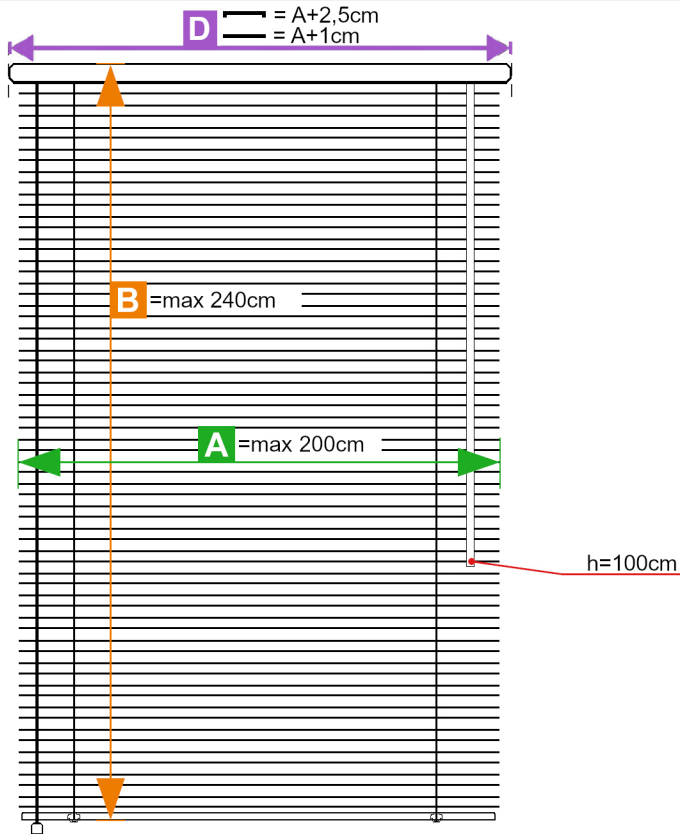 D = A+2,5cm
= A+1cm
B =max 240cm
A =max 200cm
h=100cm